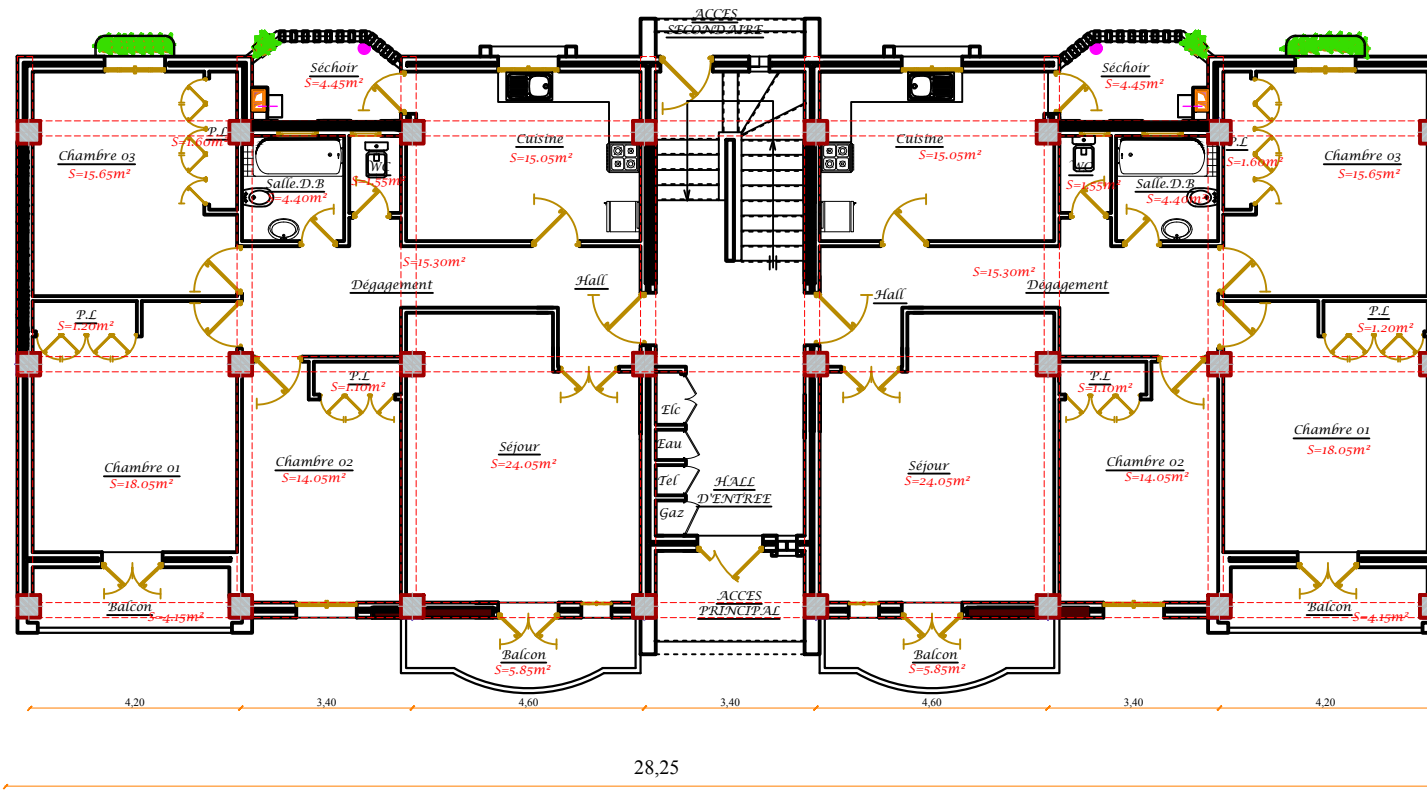 ACCES
SECONDAIRE
Séchoir
S=4.45m²
Séchoir
S=4.45m²
P.L
S=1.60m²
Cuisine
S=15.05m²
Cuisine
S=15.05m²
P.L
S=1.60m²
Chambre 03
S=15.65m²
WC
S=1.55m²
Salle.D.B
S=4.40m²
WC
S=1.55m²
Salle.D.B
S=4.40m²
Chambre 03
S=15.65m²
S=15.30m²
Dégagement
Hall
Hall
S=15.30m²
Dégagement
P.L
S=1.20m²
P.L
S=1.20m²
P.L
S=1.10m²
P.L
S=1.10m²
Elc
Eau
Tel
Gaz
HALL
D'ENTREE
Chambre 01
S=18.05m²
Chambre 02
S=14.05m²
Séjour
S=24.05m²
Séjour
S=24.05m²
Chambre 02
S=14.05m²
Chambre 01
S=18.05m²
Balcon
S=4.15m²
ACCES
PRINCIPAL
Balcon
S=4.15m²
Balcon
S=5.85m²
Balcon
S=5.85m²
4,20 3,40 4,60 3,40 4,60 3,40 4,20
28,25